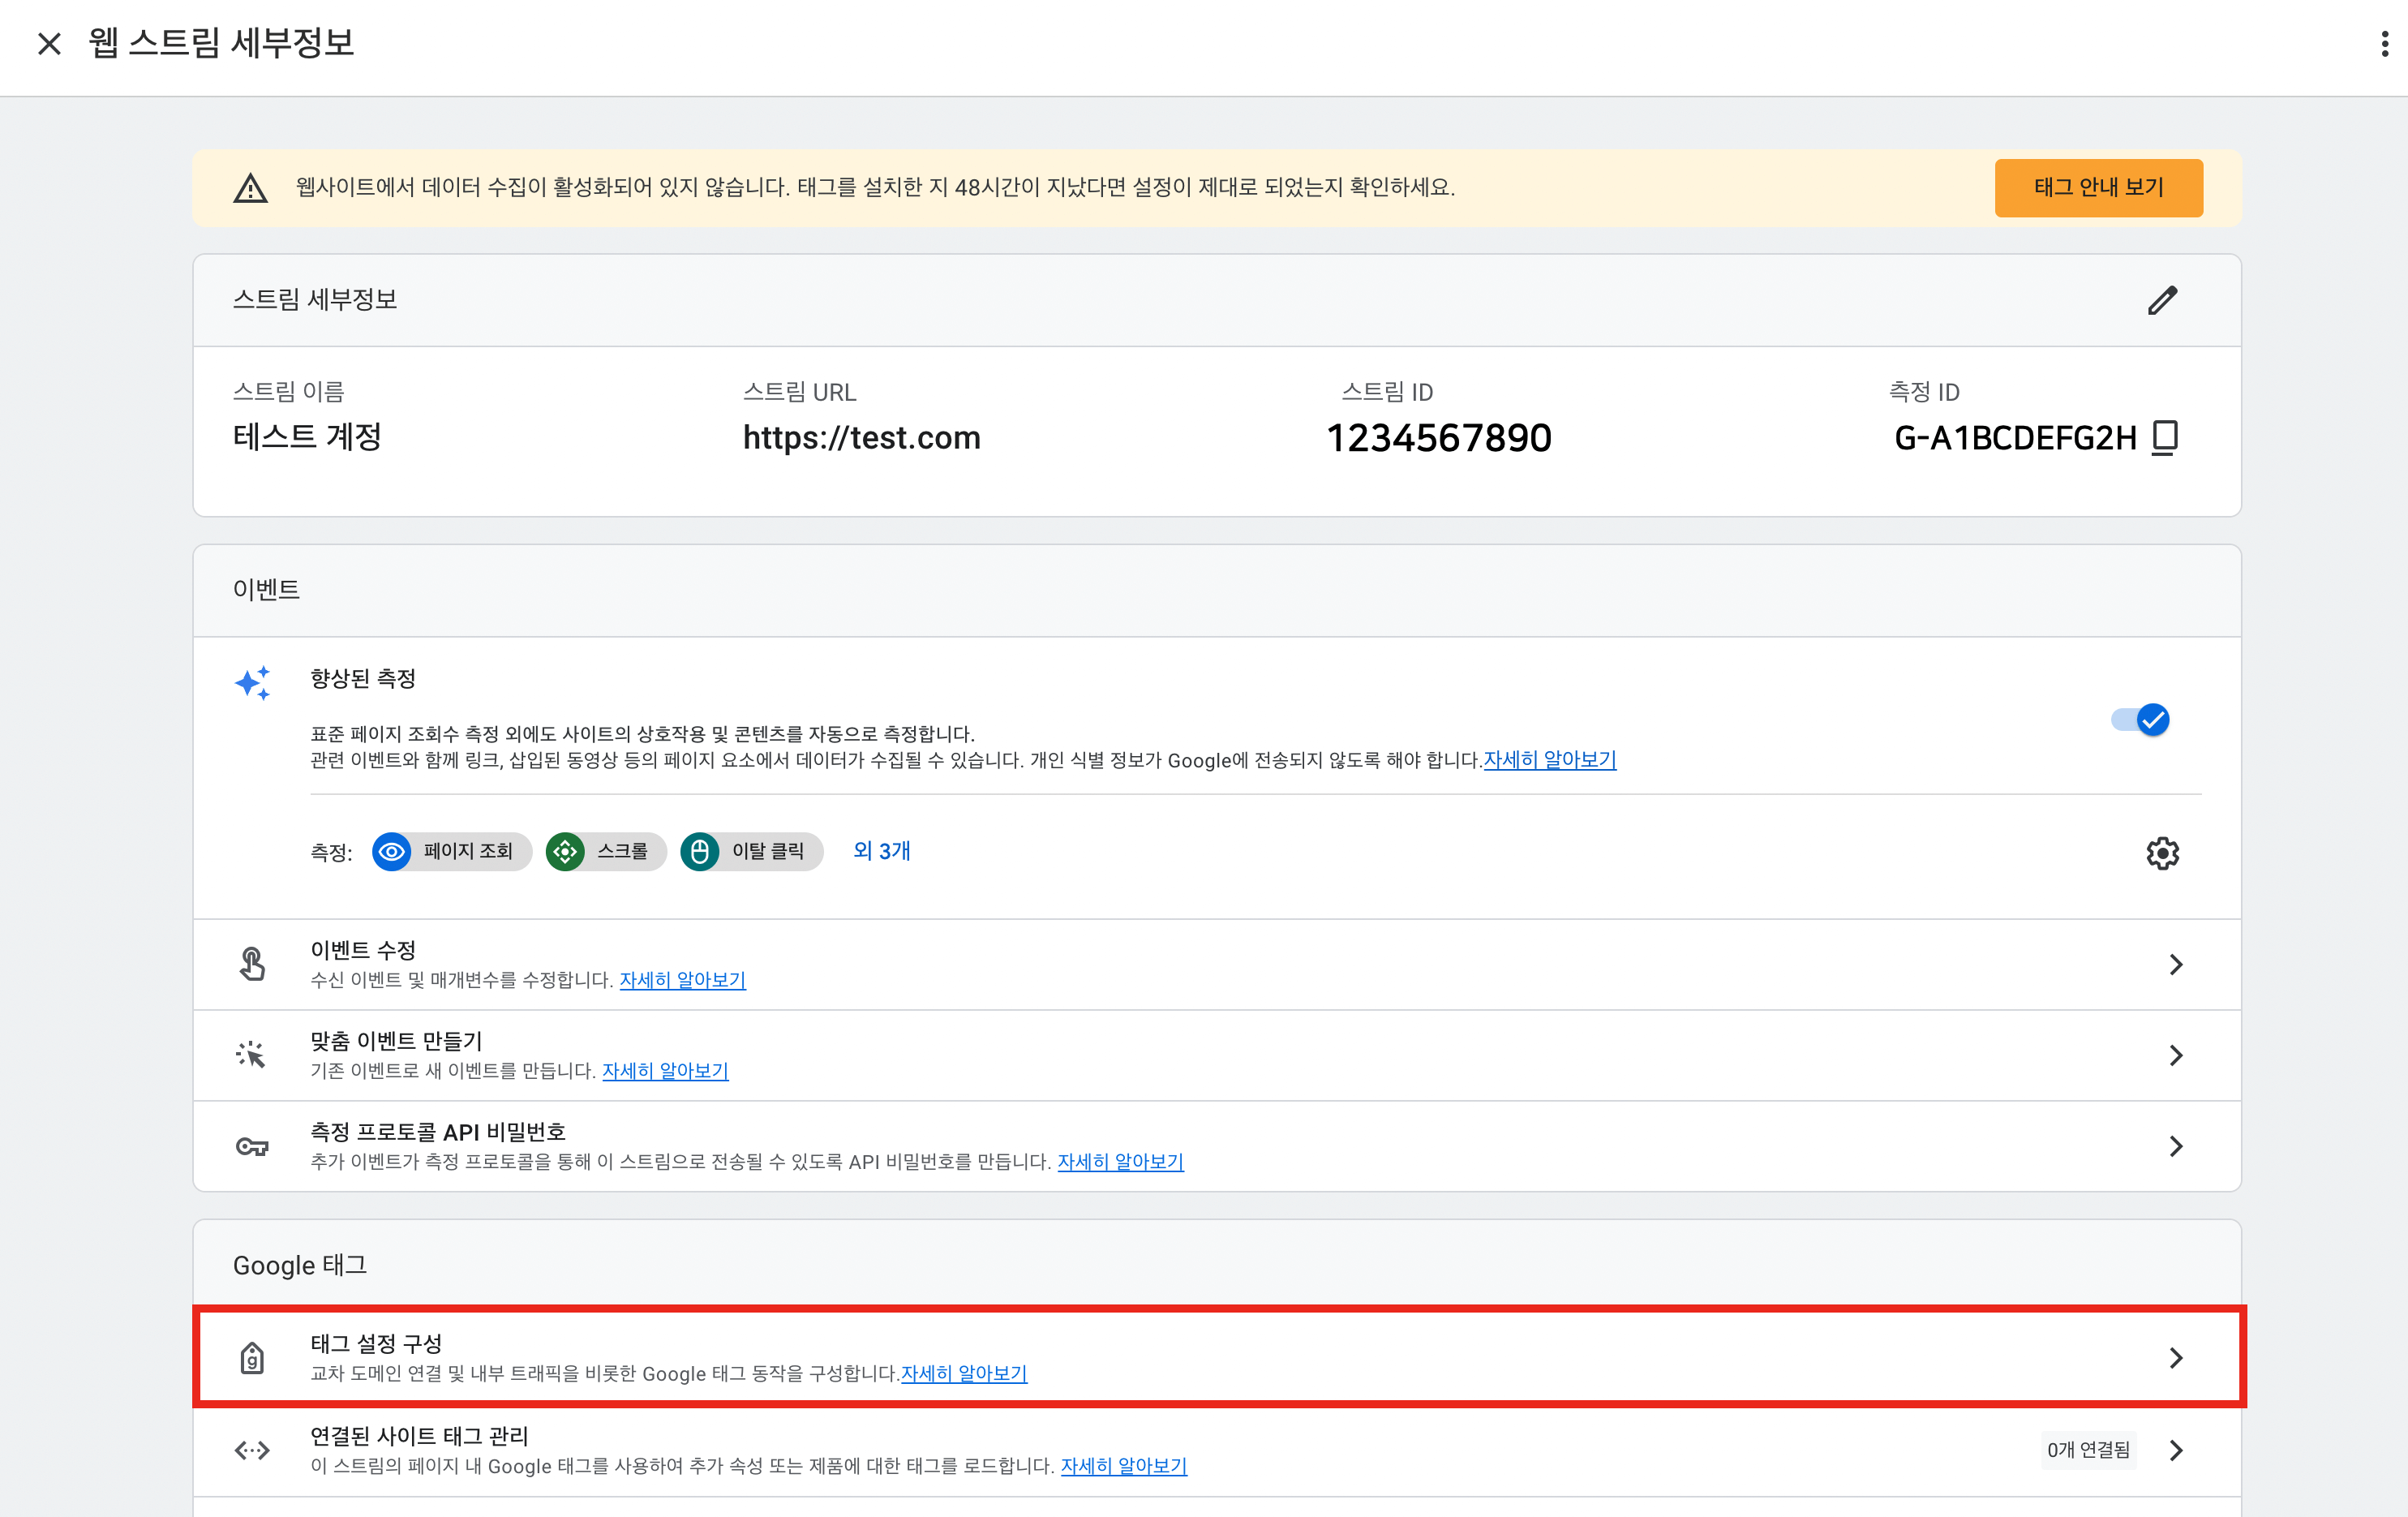 웹 스트림 세부정보
웹사이트에서 데이터 수집이 활성화되어 있지 않습니다. 태그를 설치한 지 48시간이 지났다면 설정이 제대로 되었는지 확인하세요.
태그 안내 보기
스트림 세부정보
스트림 이름
테스트 계정
스트림 URL
https://test.com
스트림 ID
1234567890
측정 ID
G-A1BCDEFG2H
이벤트
향상된 측정
표준 페이지 조회수 측정 외에도 사이트의 상호작용 및 콘텐츠를 자동으로 측정합니다.
관련 이벤트와 함께 링크, 삽입된 동영상 등의 페이지 요소에서 데이터가 수집될 수 있습니다. 개인 식별 정보가 Google에 전송되지 않도록 해야 합니다.자세히 알아보기
측정: 페이지 조회 스크롤 이탈 클릭 외 3개
이벤트 수정
수신 이벤트 및 매개변수를 수정합니다. 자세히 알아보기
맞춤 이벤트 만들기
기존 이벤트로 새 이벤트를 만듭니다. 자세히 알아보기
측정 프로토콜 API 비밀번호
추가 이벤트가 측정 프로토콜을 통해 이 스트림으로 전송될 수 있도록 API 비밀번호를 만듭니다. 자세히 알아보기
Google 태그
g
태그 설정 구성
교차 도메인 연결 및 내부 트래픽을 비롯한 Google 태그 동작을 구성합니다.자세히 알아보기
연결된 사이트 태그 관리
이 스트림의 페이지 내 Google 태그를 사용하여 추가 속성 또는 제품에 대한 태그를 로드합니다. 자세히 알아보기
0개 연결됨